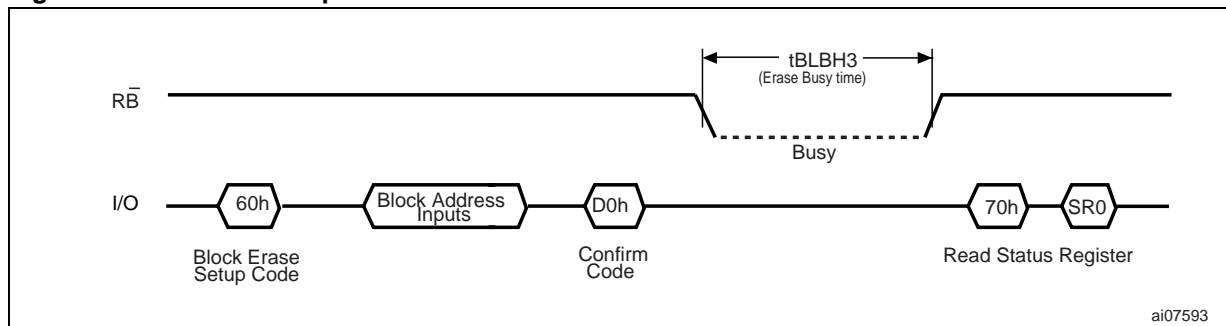 tBLBH3
(Erase Busy time)
RB̅
Busy
I/O
60h
Block Address
Inputs
D0h
70h
SR0
Block Erase
Setup Code
Confirm
Code
Read Status Register
ai07593